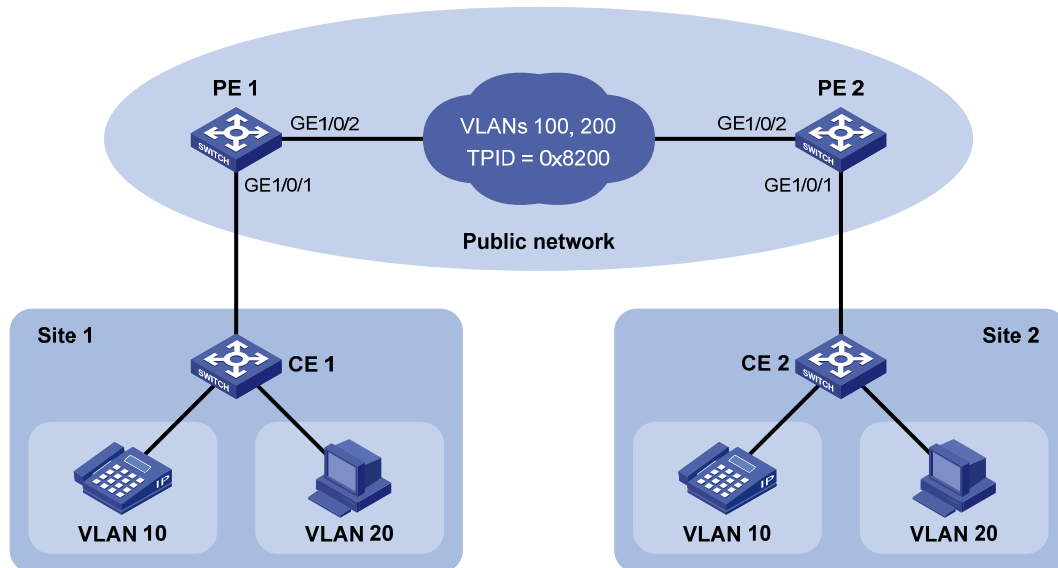 PE 1
PE 2
GE1/0/2
VLANs 100, 200
TPID = 0x8200
GE1/0/2
SWITCH
SWITCH
GE1/0/1
GE1/0/1
Public network
Site 1
Site 2
CE 1
CE 2
SWITCH
SWITCH
IP
IP
VLAN 10
VLAN 20
VLAN 10
VLAN 20